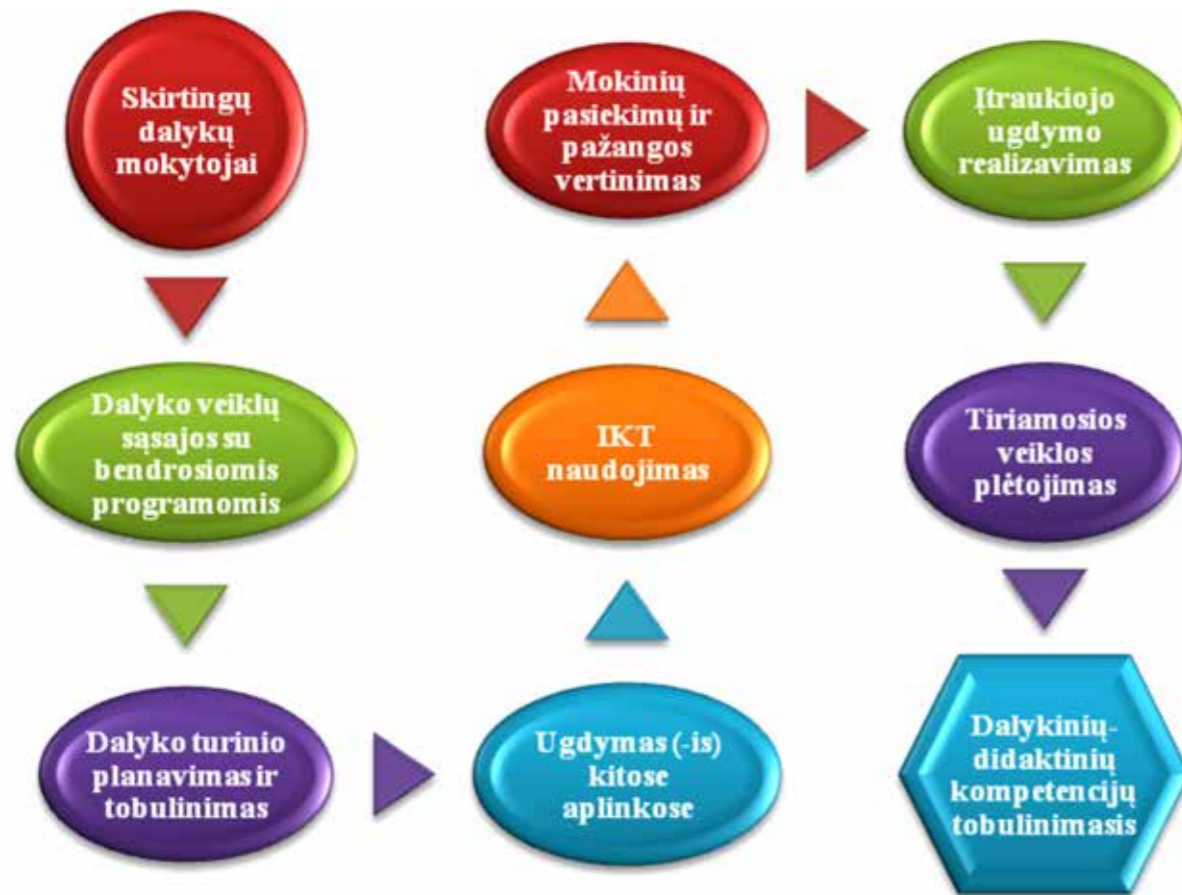 Skirtingų
dalykų
mokytojai
Dalyko veiklų
sąsajos su
bendrosiomis
programomis
Dalyko turinio
planavimas ir
tobulinimas
Ugdymas (-is)
kitose
aplinkose
IKT
naudojimas
Mokinių
pasiekimų ir
pažangos
vertinimas
Įtraukiojo
ugdymo
realizavimas
Tiriamosios
veiklos
plėtojimas
Dalykinių-
didaktinių
kompetencijų
tobulinimasis